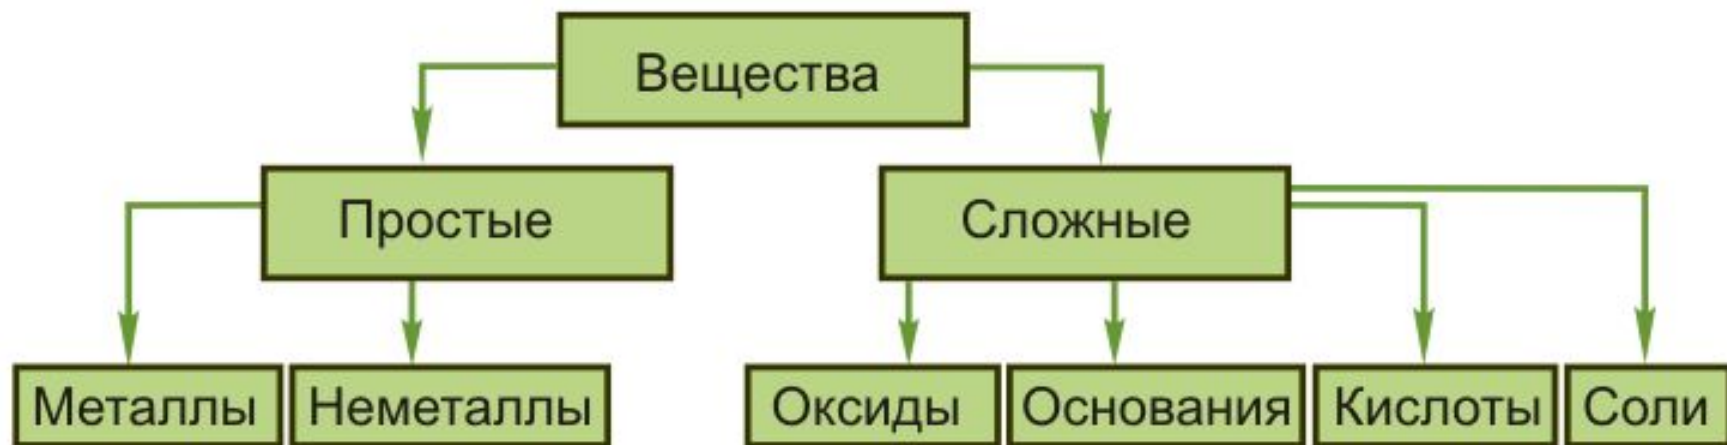 Вещества
Простые
Сложные
Металлы
Неметаллы
Оксиды
Основания
Кислоты
Соли